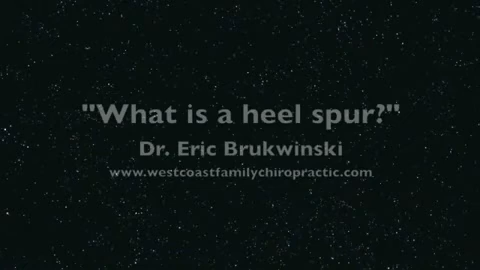 "What is a heel spur?"
Dr. Eric Brukwinski
www.westcoastfamilychiropractic.com